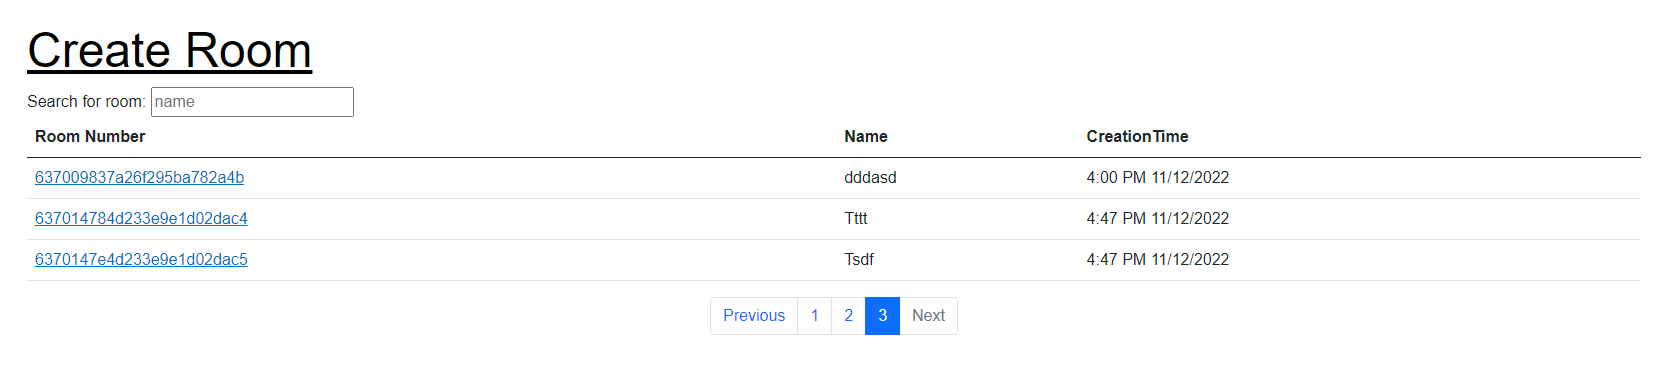 Create Room
Search for room: name
Room Number Name CreationTime
637009837a26f295ba782a4b dddasd 4:00 PM 11/12/2022
637014784d233e9e1d02dac4 Tttt 4:47 PM 11/12/2022
6370147e4d233e9e1d02dac5 Tsdf 4:47 PM 11/12/2022
Previous 1 2 3 Next